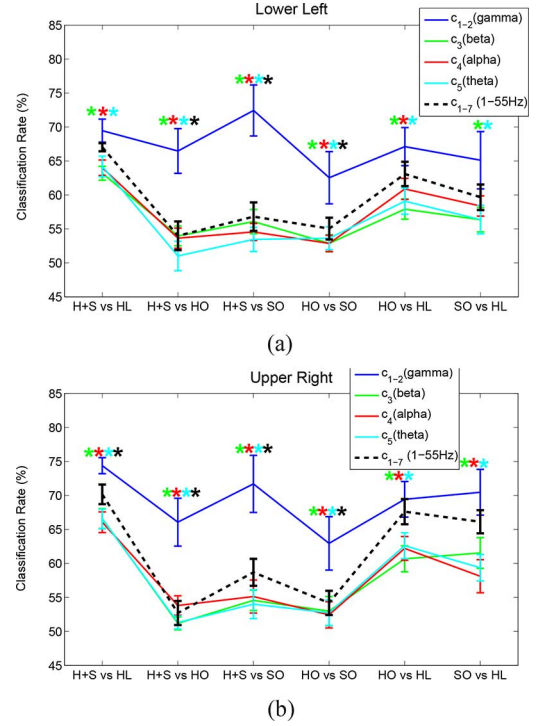 Lower Left
c1−2(gamma)
c3(beta)
c4(alpha)
c5(theta)
c1−7 (1−55Hz)
85
80
75
70
65
60
55
50
45
Classification Rate (%)
H+S vs HL H+S vs HO H+S vs SO HO vs SO HO vs HL SO vs HL
(a)
Upper Right
c1−2(gamma)
c3(beta)
c4(alpha)
c5(theta)
c1−7 (1−55Hz)
85
80
75
70
65
60
55
50
45
Classification Rate (%)
H+S vs HL H+S vs HO H+S vs SO HO vs SO HO vs HL SO vs HL
(b)